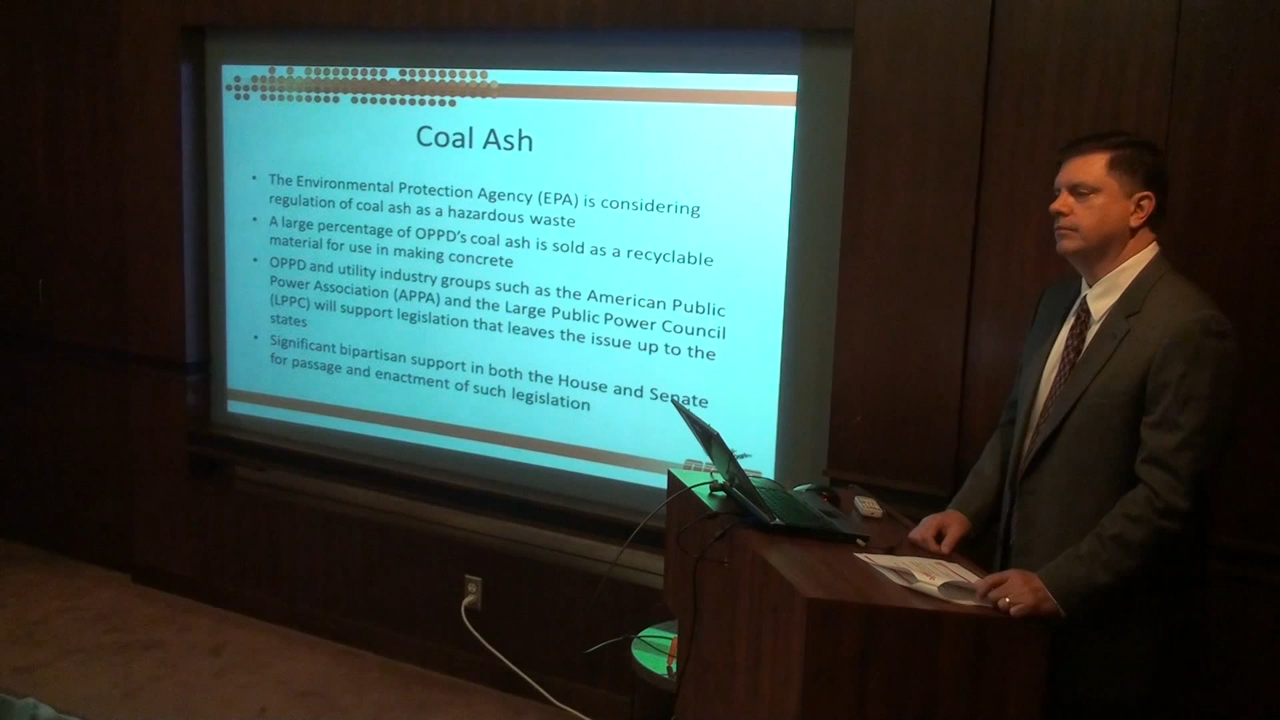 Coal Ash
• The Environmental Protection Agency (EPA) is considering
regulation of coal ash as a hazardous waste
• A large percentage of OPPD's coal ash is sold as a recyclable
material for use in making concrete
• OPPD and utility industry groups such as the American Public
Power Association (APPA) and the Large Public Power Council
(LPPC) will support legislation that leaves the issue up to the
states
• Significant bipartisan support in both the House and Senate
for passage and enactment of such legislation